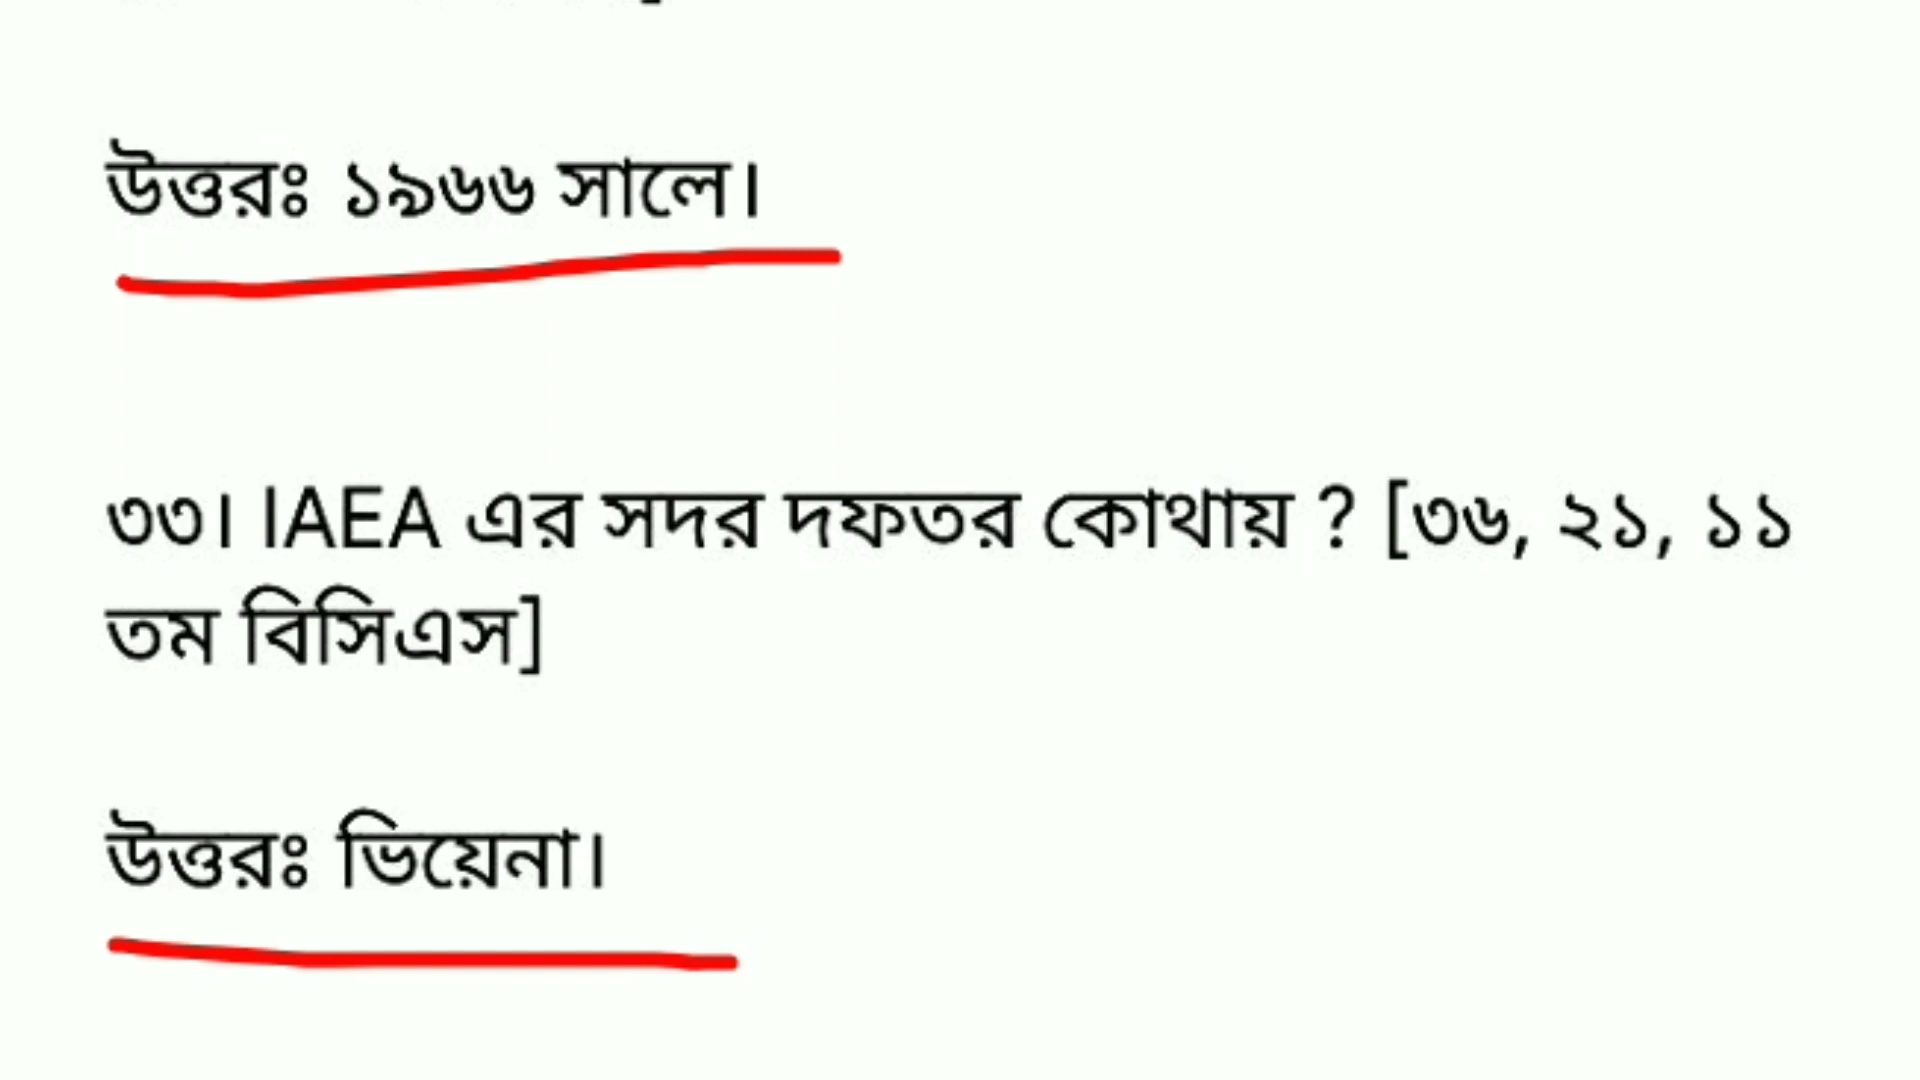 উত্তরঃ ১৯৬৬ সালে।
৩৩। IAEA এর সদর দফতর কোথায় ? [৩৬, ২১, ১১
তম বিসিএস]
উত্তরঃ ভিয়েনা।